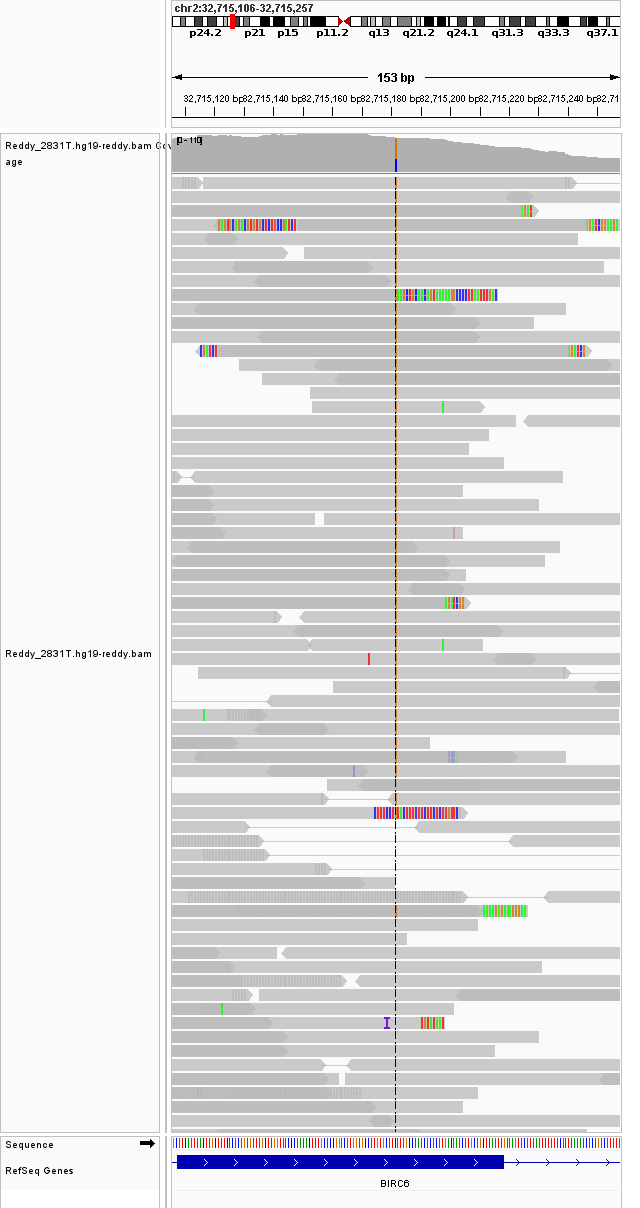 chr2:32,715,106-32,715,257
p24.2 p21 p15 p11.2 q13 q21.2 q24.1 q31.3 q33.3 q37.1
153 bp
32,715,120 bp 32,715,140 bp 32,715,160 bp 32,715,180 bp 32,715,200 bp 32,715,220 bp 32,715,240 bp
[0 - 110]
Reddy_2831T.hg19-reddy.bam Cov
age
Reddy_2831T.hg19-reddy.bam
I
Sequence
RefSeq Genes
BIRC6